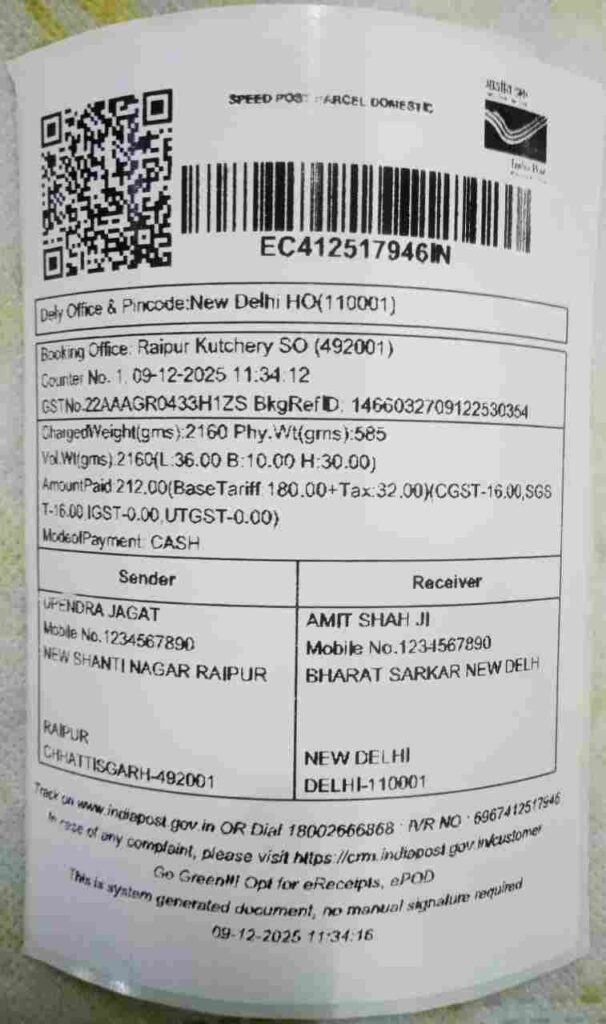 SPEED POST PARCEL DOMESTIC
EC412517946IN
Dely Office & Pincode:New Delhi HO(110001)
Booking Office: Raipur Kutchery SO (492001)
Counter No. 1, 09-12-2025 11:34:12
GSTNo.22AAAGR0433H1ZS BkgRefID: 1466032709122530354
ChargedWeight(gms):2160 Phy.Wt(gms):585
Vol.Wt(gms):2160(L:36.00 B:10.00 H:30.00)
AmountPaid:212.00(BaseTariff:180.00+Tax:32.00)(CGST-16.00,SGS
T-16.00,IGST-0.00,UTGST-0.00)
ModeofPayment: CASH
Sender
UPENDRA JAGAT
Mobile No.1234567890
NEW SHANTI NAGAR RAIPUR
RAIPUR
CHHATTISGARH-492001
Receiver
AMIT SHAH JI
Mobile No.1234567890
BHARAT SARKAR NEW DELH
NEW DELHI
DELHI-110001
Track on www.indiapost.gov.in OR Dial 18002666868 IVR NO : 6967412517946
In case of any complaint, please visit https://crm.indiapost.gov.in/customer
Go Green!!! Opt for eReceipts, ePOD
This is system generated document, no manual signature required
09-12-2025 11:34:16